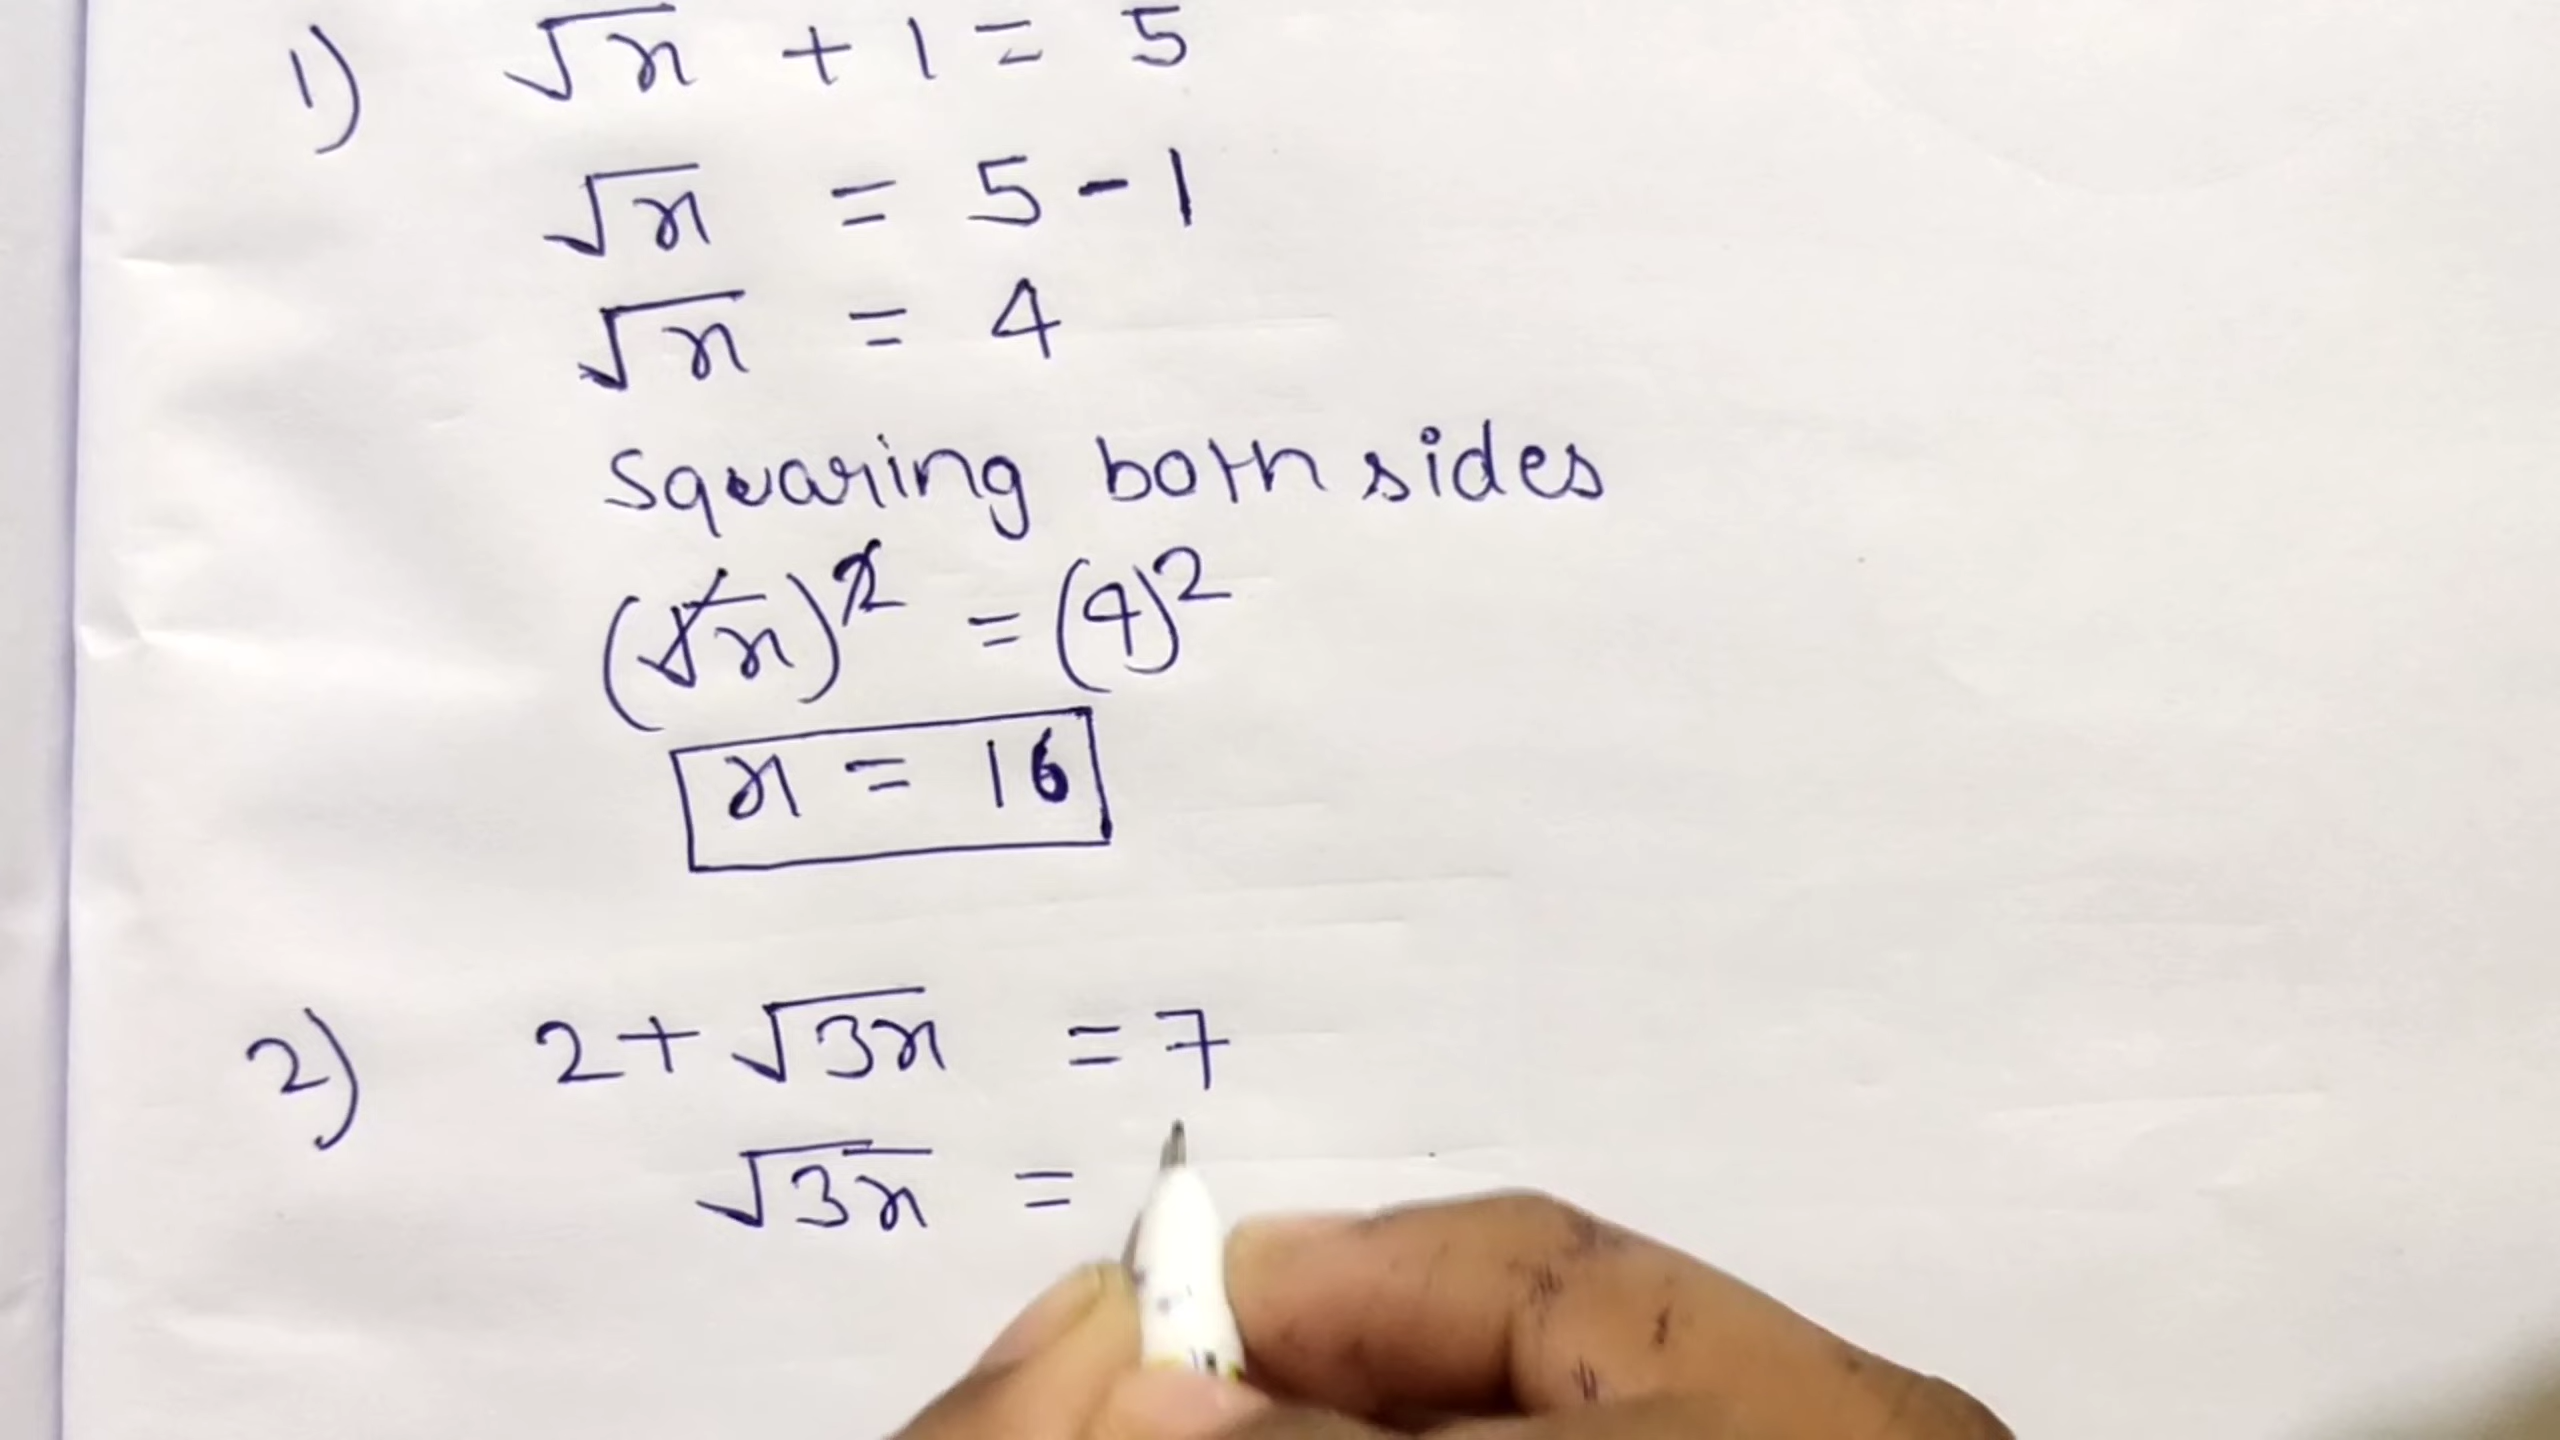 1) √x + 1 = 5
√x = 5 - 1
√x = 4
Squaring both sides
(√x)² = (4)²
x = 16
2) 2 + √3x = 7
√3x =